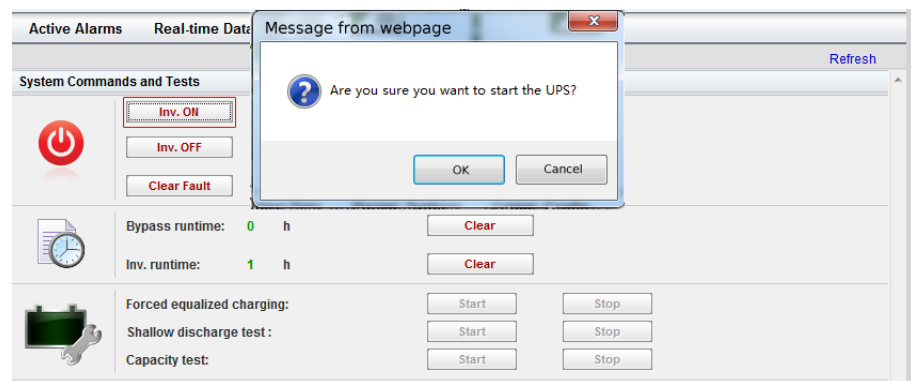 Active Alarms Real-time Data Message from webpage
Refresh
System Commands and Tests
Are you sure you want to start the UPS?
Inv. ON
Inv. OFF
OK Cancel
Clear Fault
Bypass runtime: 0 h Clear
Inv. runtime: 1 h Clear
Forced equalized charging: Start Stop
Shallow discharge test : Start Stop
Capacity test: Start Stop